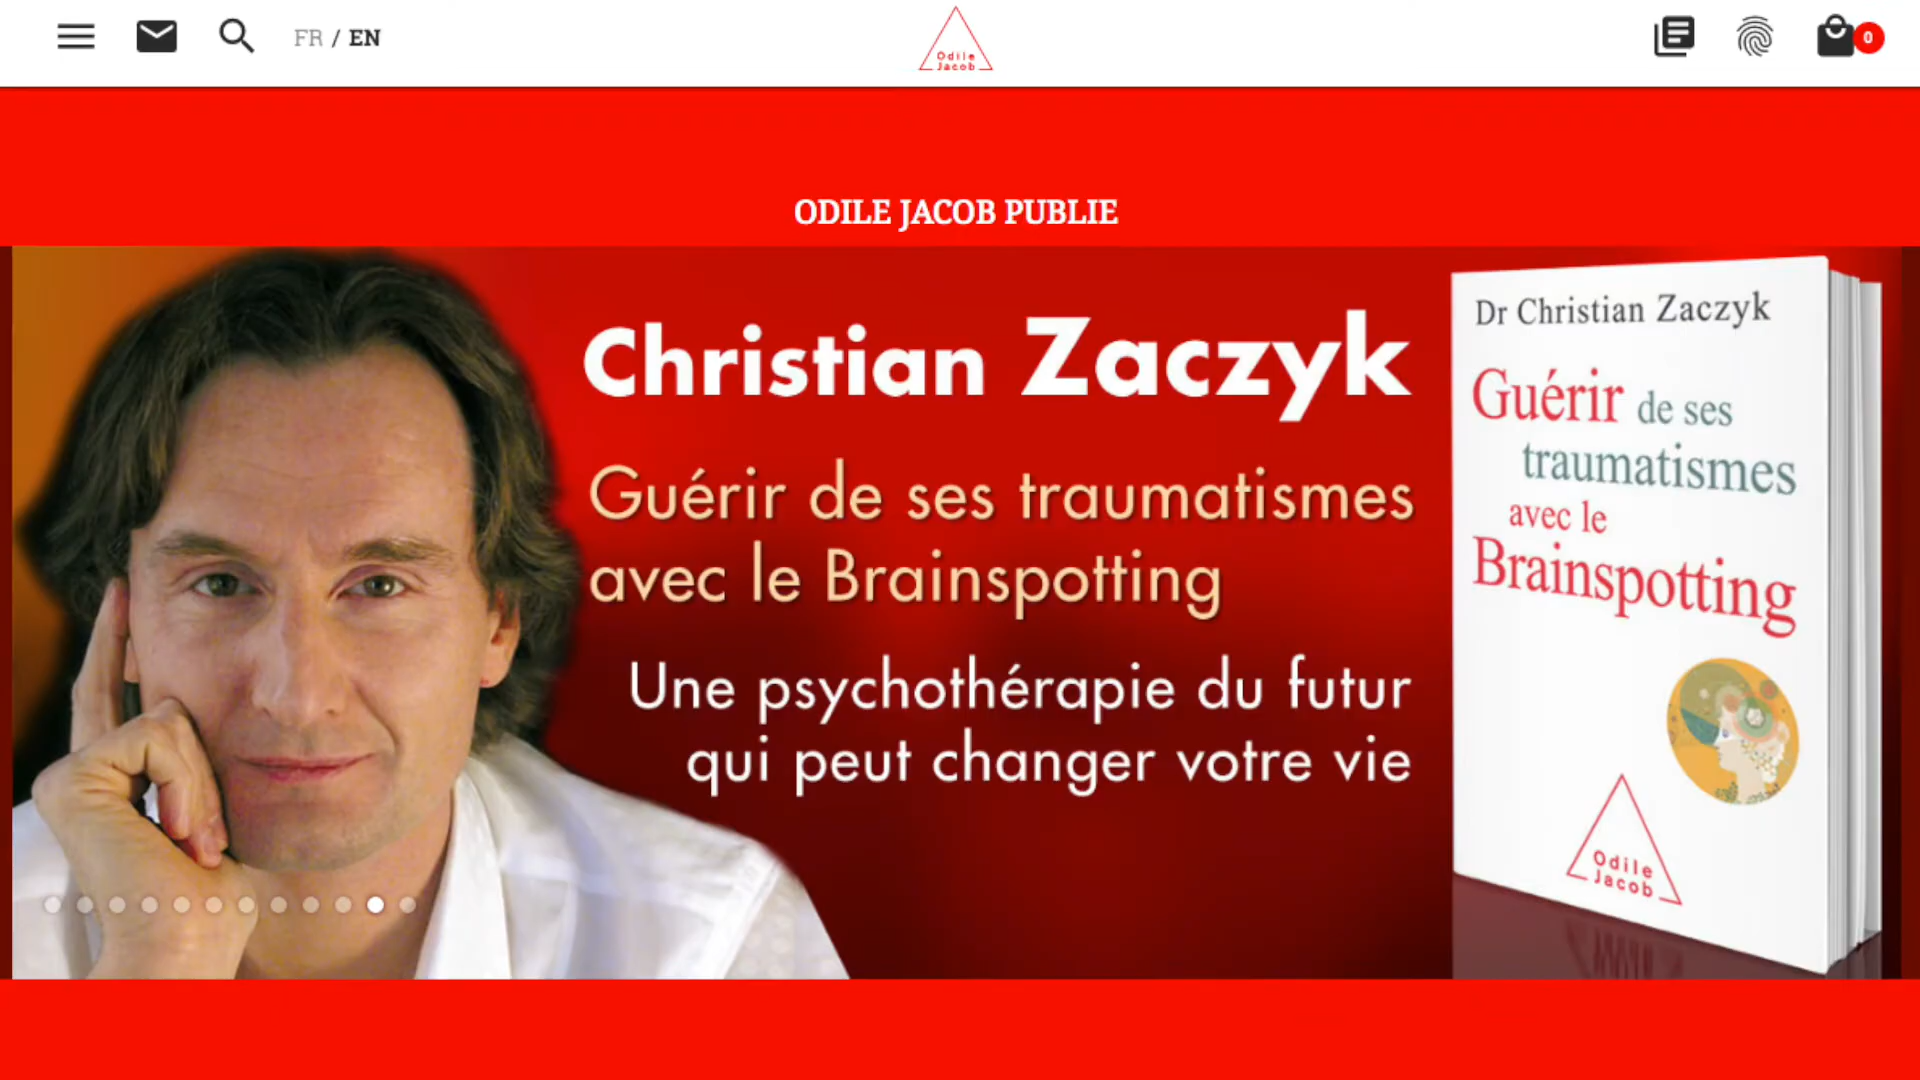 FR / EN
Odile
Jacob
0
ODILE JACOB PUBLIE
Christian Zaczyk
Guérir de ses traumatismes
avec le Brainspotting
Une psychothérapie du futur
qui peut changer votre vie
Dr Christian Zaczyk
Guérir de ses
traumatismes
avec le
Brainspotting
Odile
Jacob